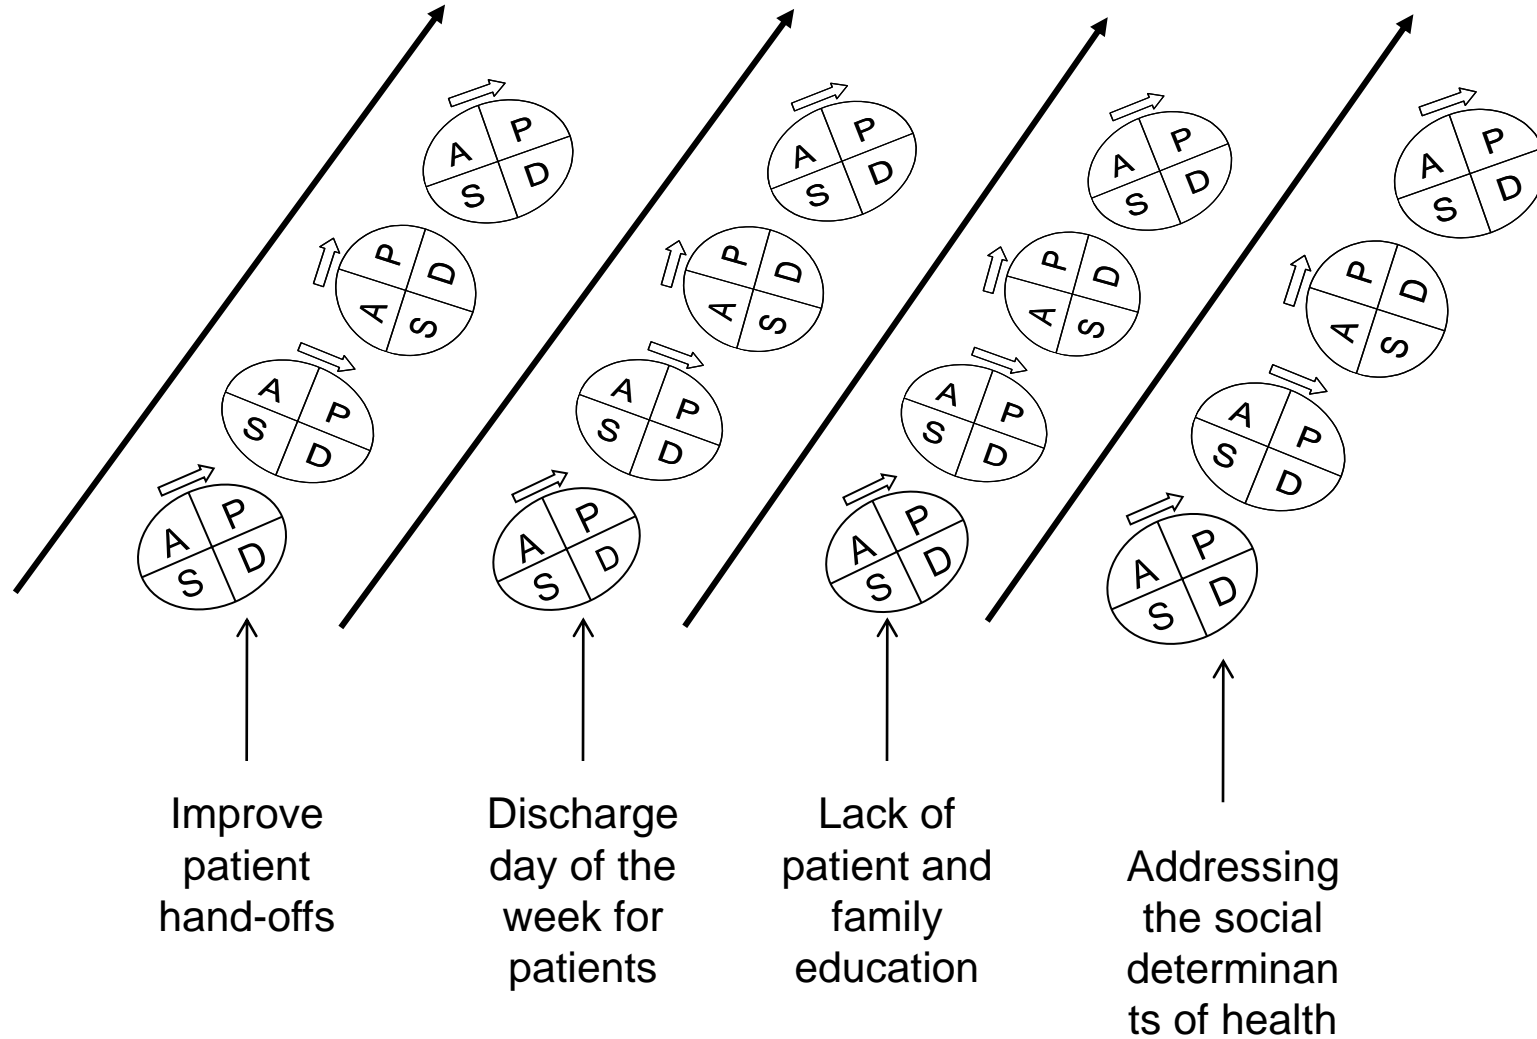 A P
S D
P D
A S
A P
S D
A P
S D
A P
S D
P D
A S
A P
S D
A P
S D
A P
S D
P D
A S
A P
S D
A P
S D
A P
S D
P D
A S
A P
S D
A P
S D
Improve
patient
hand-offs
Discharge
day of the
week for
patients
Lack of
patient and
family
education
Addressing
the social
determinan
ts of health